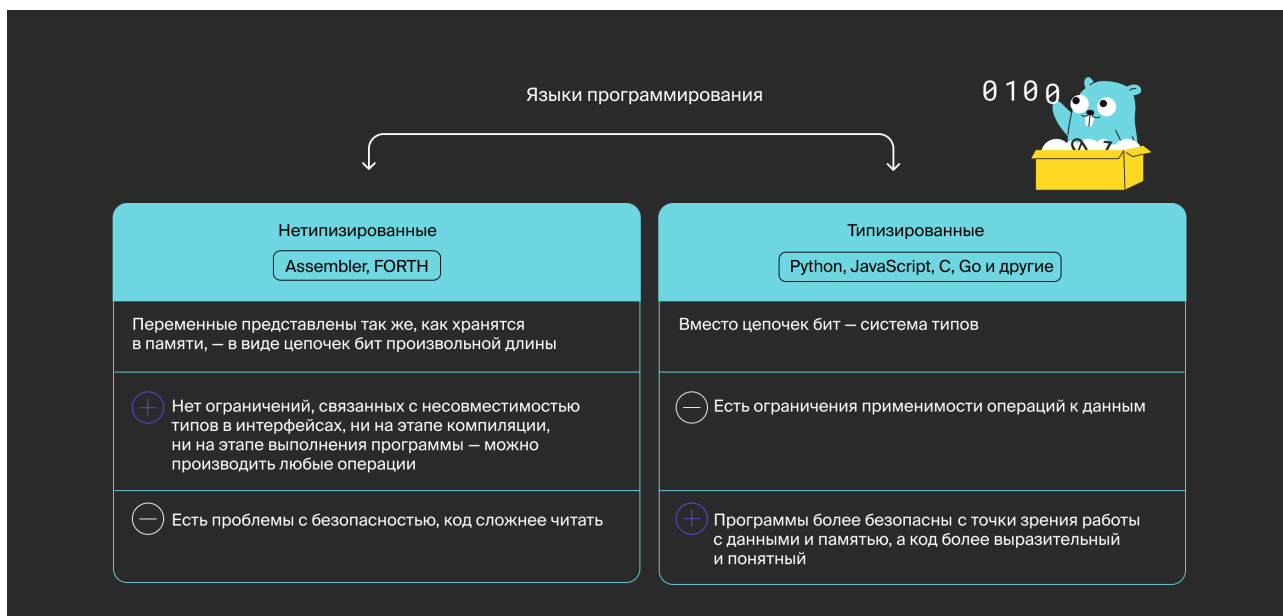 Языки программирования
0100
Нетипизированные
Assembler, FORTH
Переменные представлены так же, как хранятся
в памяти, — в виде цепочек бит произвольной длины
Нет ограничений, связанных с несовместимостью
типов в интерфейсах, ни на этапе компиляции,
ни на этапе выполнения программы — можно
производить любые операции
Есть проблемы с безопасностью, код сложнее читать
Типизированные
Python, JavaScript, C, Go и другие
Вместо цепочек бит — система типов
Есть ограничения применимости операций к данным
Программы более безопасны с точки зрения работы
с данными и памятью, а код более выразительный
и понятный